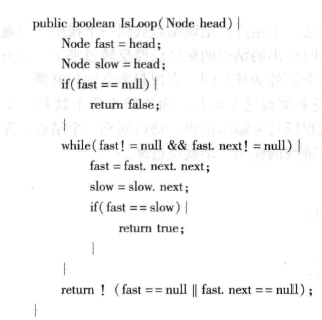 public boolean IsLoop(Node head){
Node fast = head;
Node slow = head;
if(fast == null){
return false;
}
while(fast! = null && fast. next! = null){
fast = fast. next. next;
slow = slow. next;
if(fast == slow){
return true;
}
}
return ! (fast == null || fast. next == null);
}